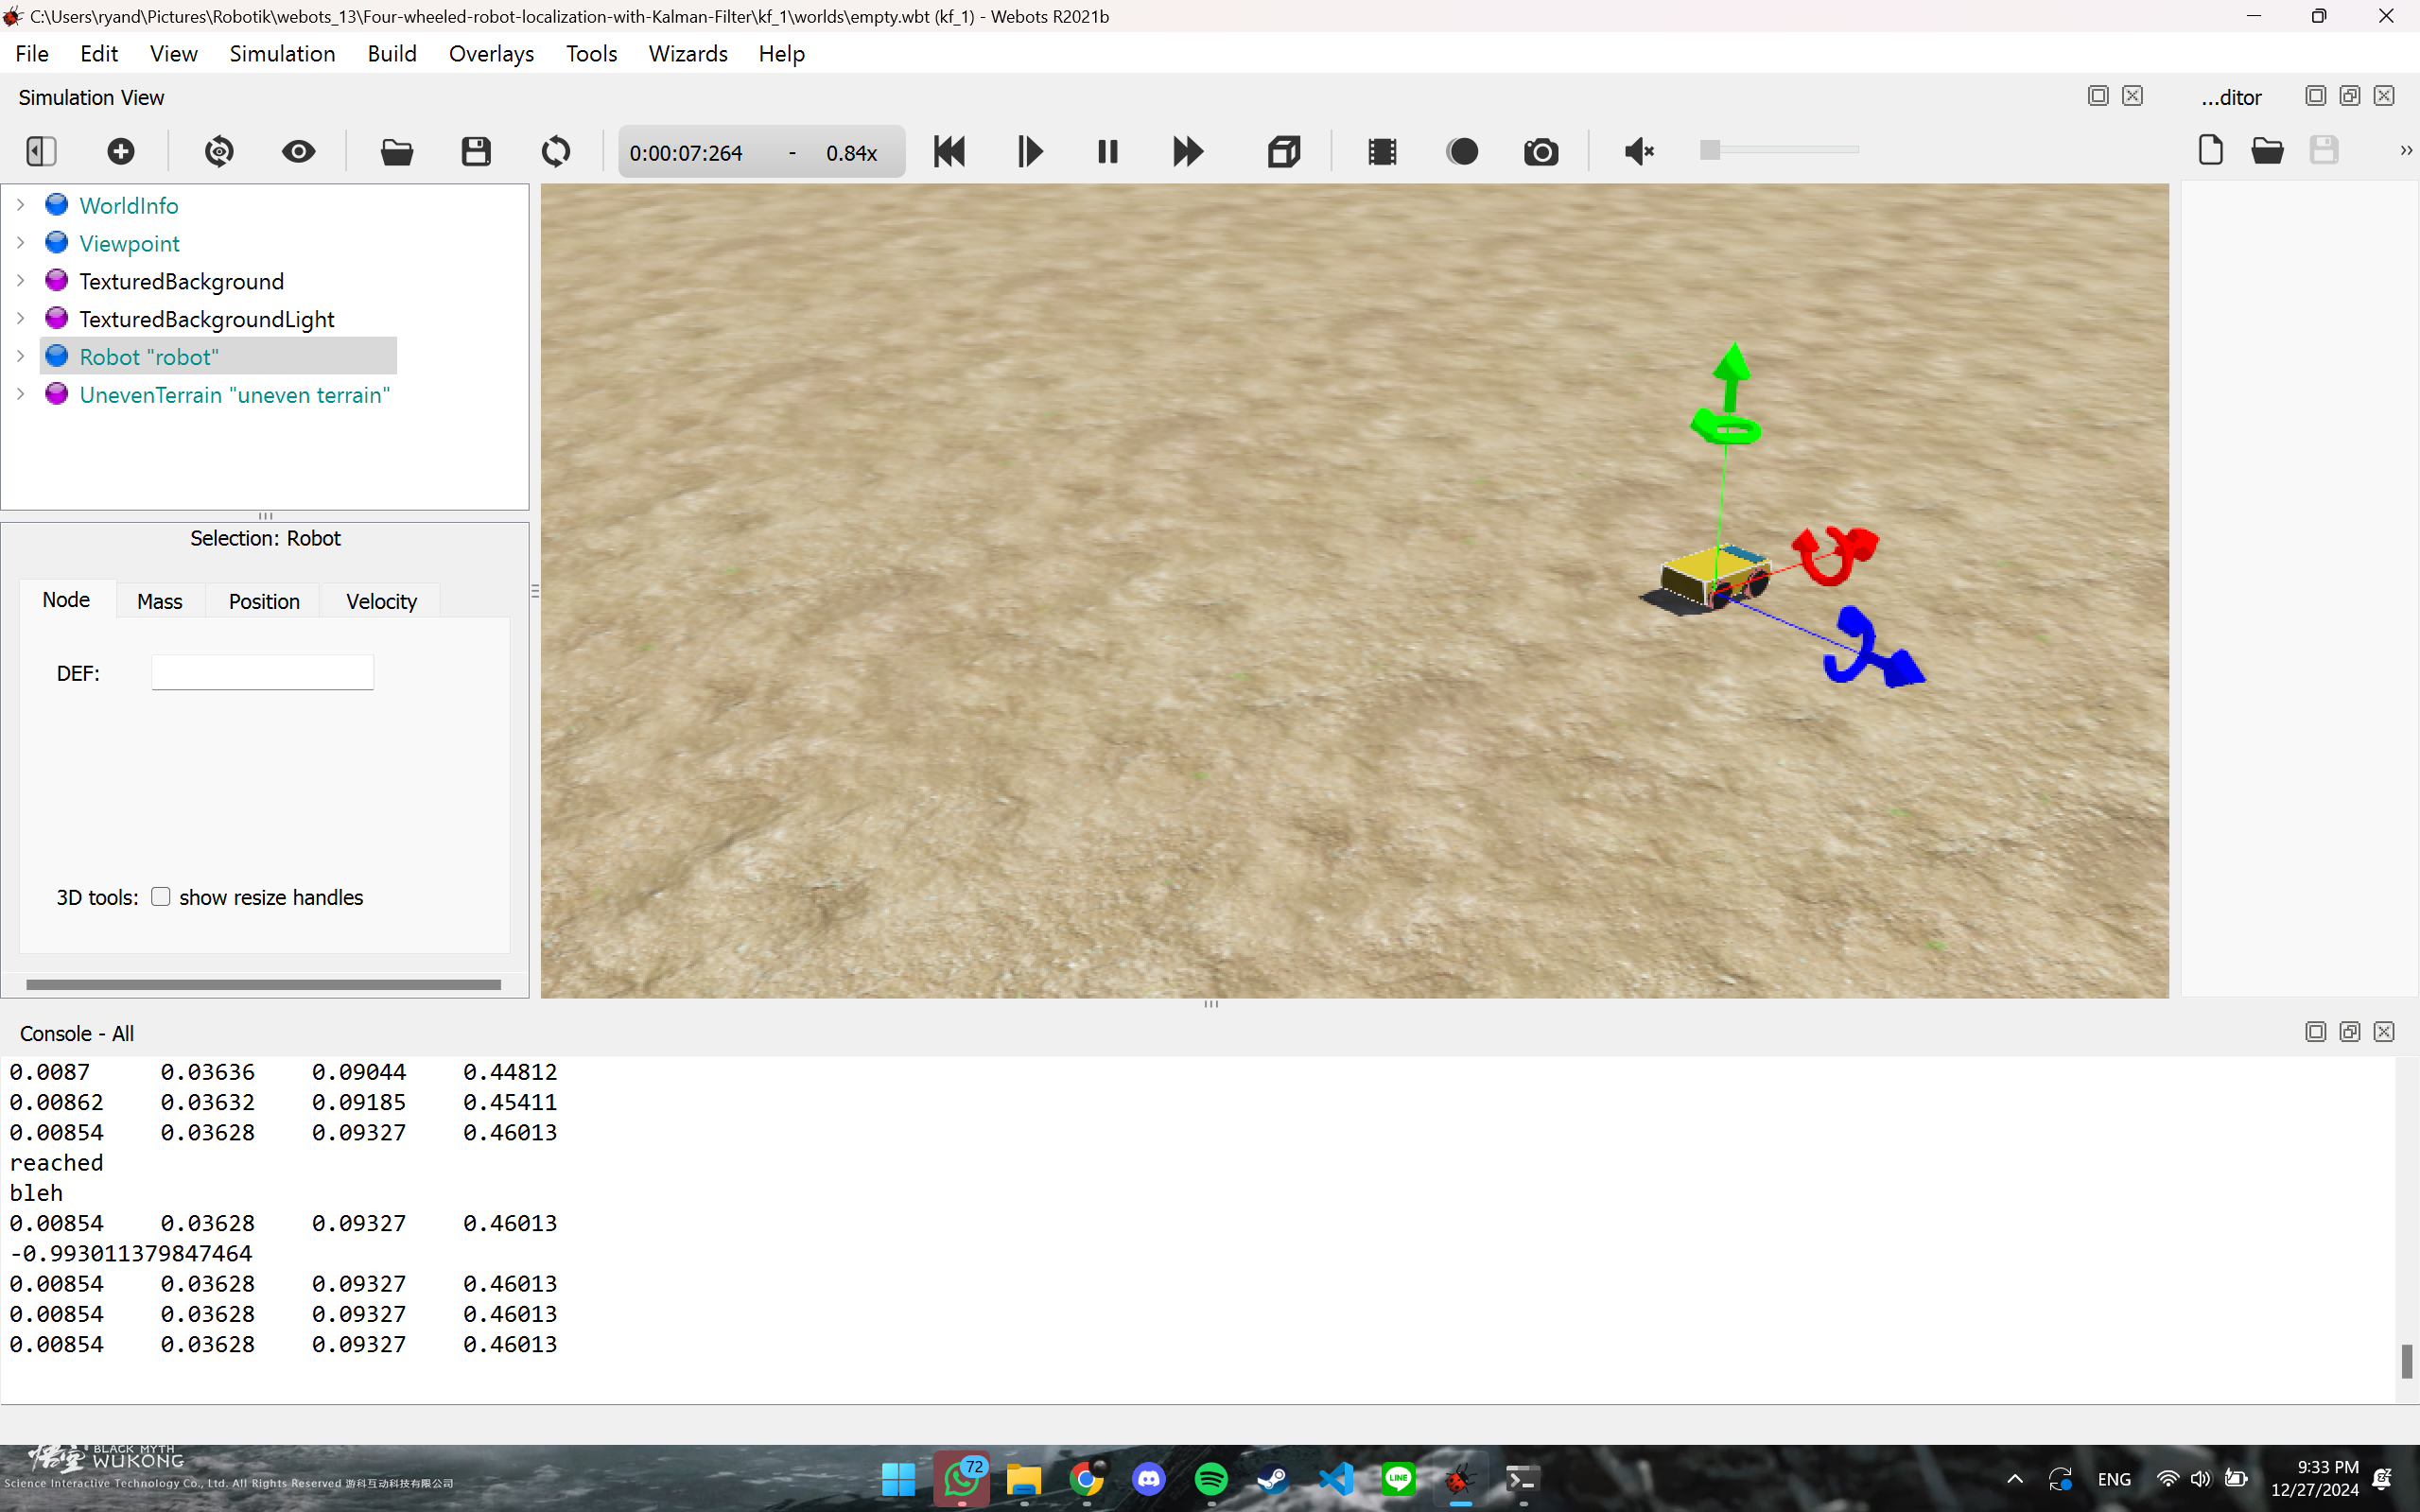 C:\Users\ryand\Pictures\Robotik\webots_13\Four-wheeled-robot-localization-with-Kalman-Filter\kf_1\worlds\empty.wbt (kf_1) - Webots R2021b
File Edit View Simulation Build Overlays Tools Wizards Help
Simulation View
...ditor
0:00:07:264 - 0.84x
»
WorldInfo
Viewpoint
TexturedBackground
TexturedBackgroundLight
Robot "robot"
UnevenTerrain "uneven terrain"
Selection: Robot
Node Mass Position Velocity
DEF:
3D tools: show resize handles
Console - All
0.0087 0.03636 0.09044 0.44812
0.00862 0.03632 0.09185 0.45411
0.00854 0.03628 0.09327 0.46013
reached
bleh
0.00854 0.03628 0.09327 0.46013
-0.993011379847464
0.00854 0.03628 0.09327 0.46013
0.00854 0.03628 0.09327 0.46013
0.00854 0.03628 0.09327 0.46013
悟空 BLACK MYTH
WUKONG
Science Interactive Technology Co., Ltd. All Rights Reserved 游科互动科技有限公司
72
LINE
ENG
9:33 PM
12/27/2024